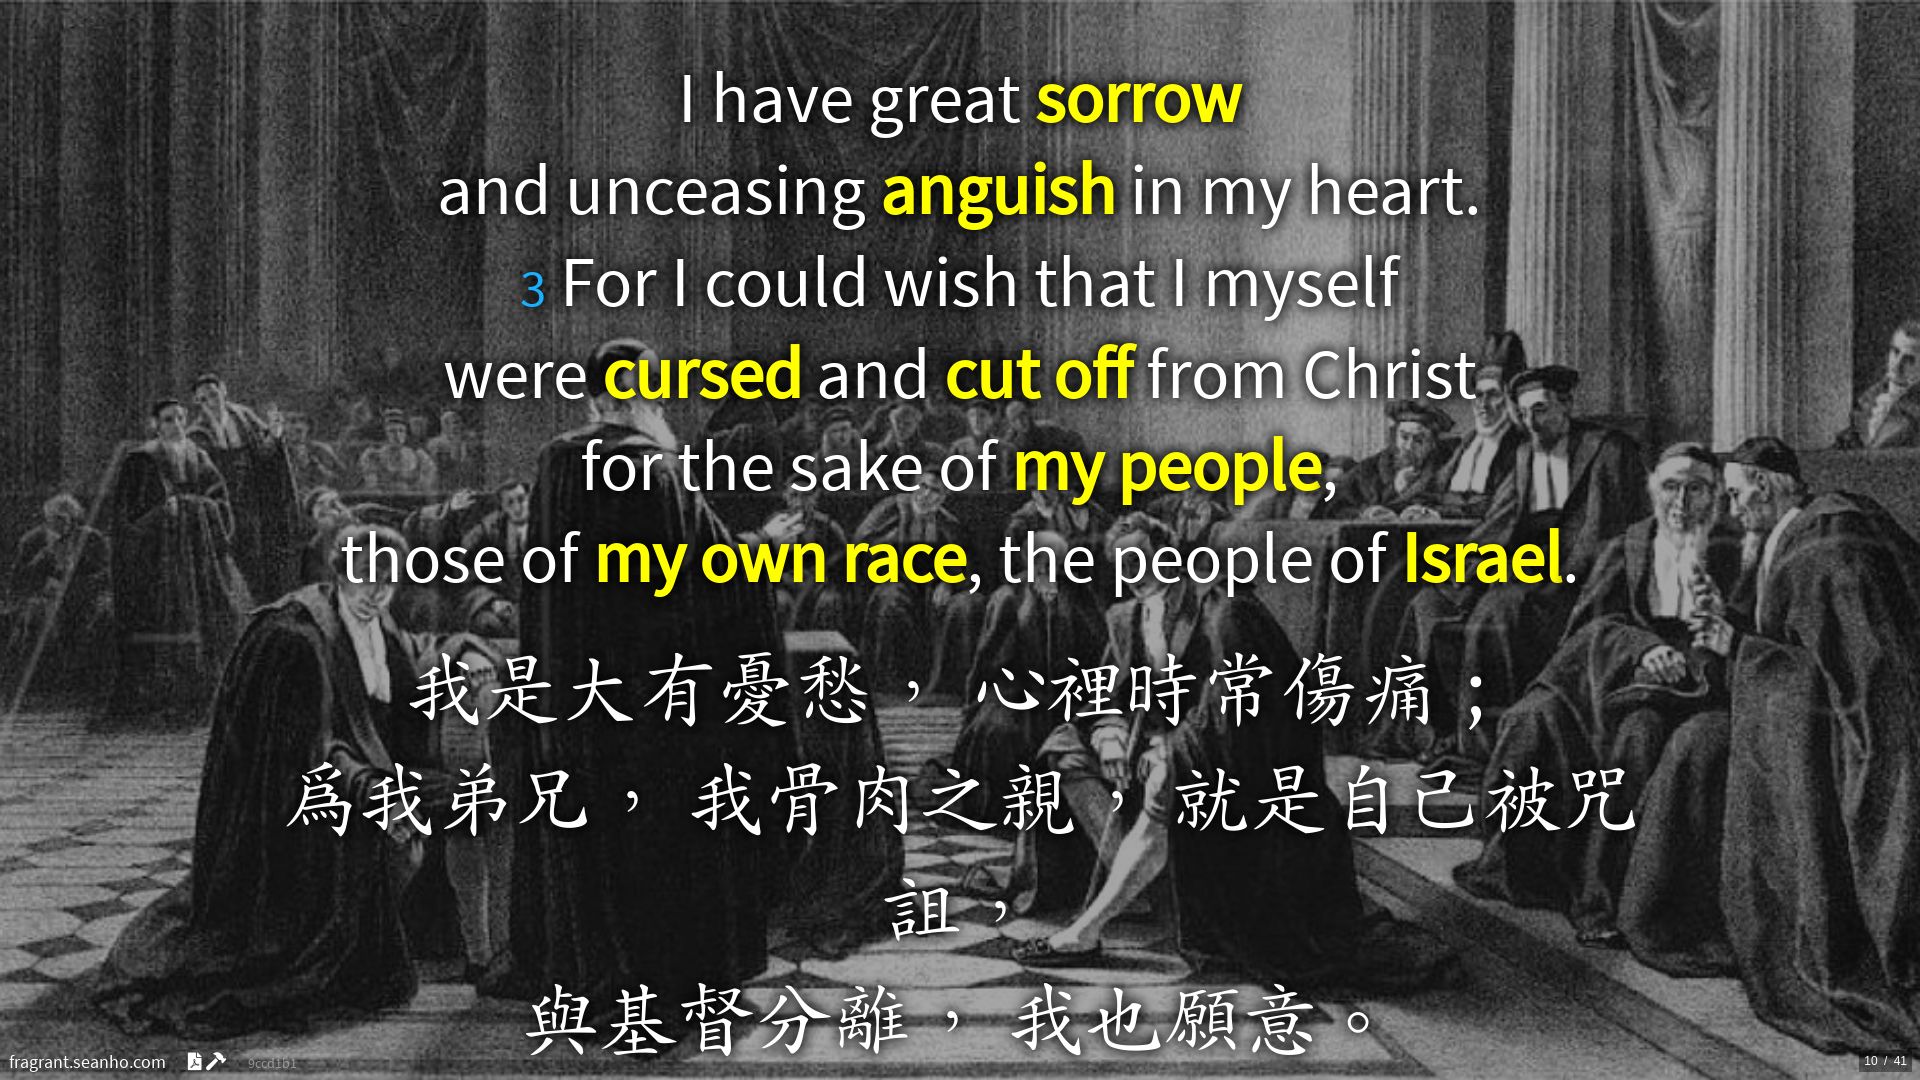 I have great sorrow
and unceasing anguish in my heart.
3 For I could wish that I myself
were cursed and cut off from Christ
for the sake of my people,
those of my own race, the people of Israel.
我是大有憂愁， 心裡時常傷痛；
爲我弟兄， 我骨肉之親， 就是自己被咒
詛，
與基督分離， 我也願意。
fragrant.seanho.com 9ccd1b1
10 / 41